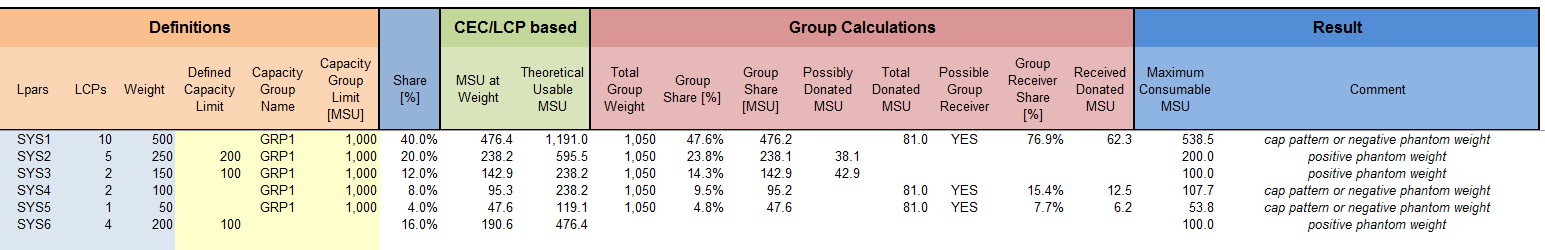 Definitions CEC/LCP based Group Calculations Result
Lpars LCPs Weight Defined Capacity Limit Capacity Group Name Capacity Group Limit [MSU] Share [%] MSU at Weight Theoretical Usable MSU Total Group Weight Group Share [%] Group Share [MSU] Possibly Donated MSU Total Donated MSU Possible Group Receiver Group Receiver Share [%] Received Donated MSU Maximum Consumable MSU Comment
SYS1 10 500 GRP1 1,000 40.0% 476.4 1,191.0 1,050 47.6% 476.2 81.0 YES 76.9% 62.3 538.5 cap pattern or negative phantom weight
SYS2 5 250 200 GRP1 1,000 20.0% 238.2 595.5 1,050 23.8% 238.1 38.1 200.0 positive phantom weight
SYS3 2 150 100 GRP1 1,000 12.0% 142.9 238.2 1,050 14.3% 142.9 42.9 100.0 positive phantom weight
SYS4 2 100 GRP1 1,000 8.0% 95.3 238.2 1,050 9.5% 95.2 81.0 YES 15.4% 12.5 107.7 cap pattern or negative phantom weight
SYS5 1 50 GRP1 1,000 4.0% 47.6 119.1 1,050 4.8% 47.6 81.0 YES 7.7% 6.2 53.8 cap pattern or negative phantom weight
SYS6 4 200 100 16.0% 190.6 476.4 100.0 positive phantom weight